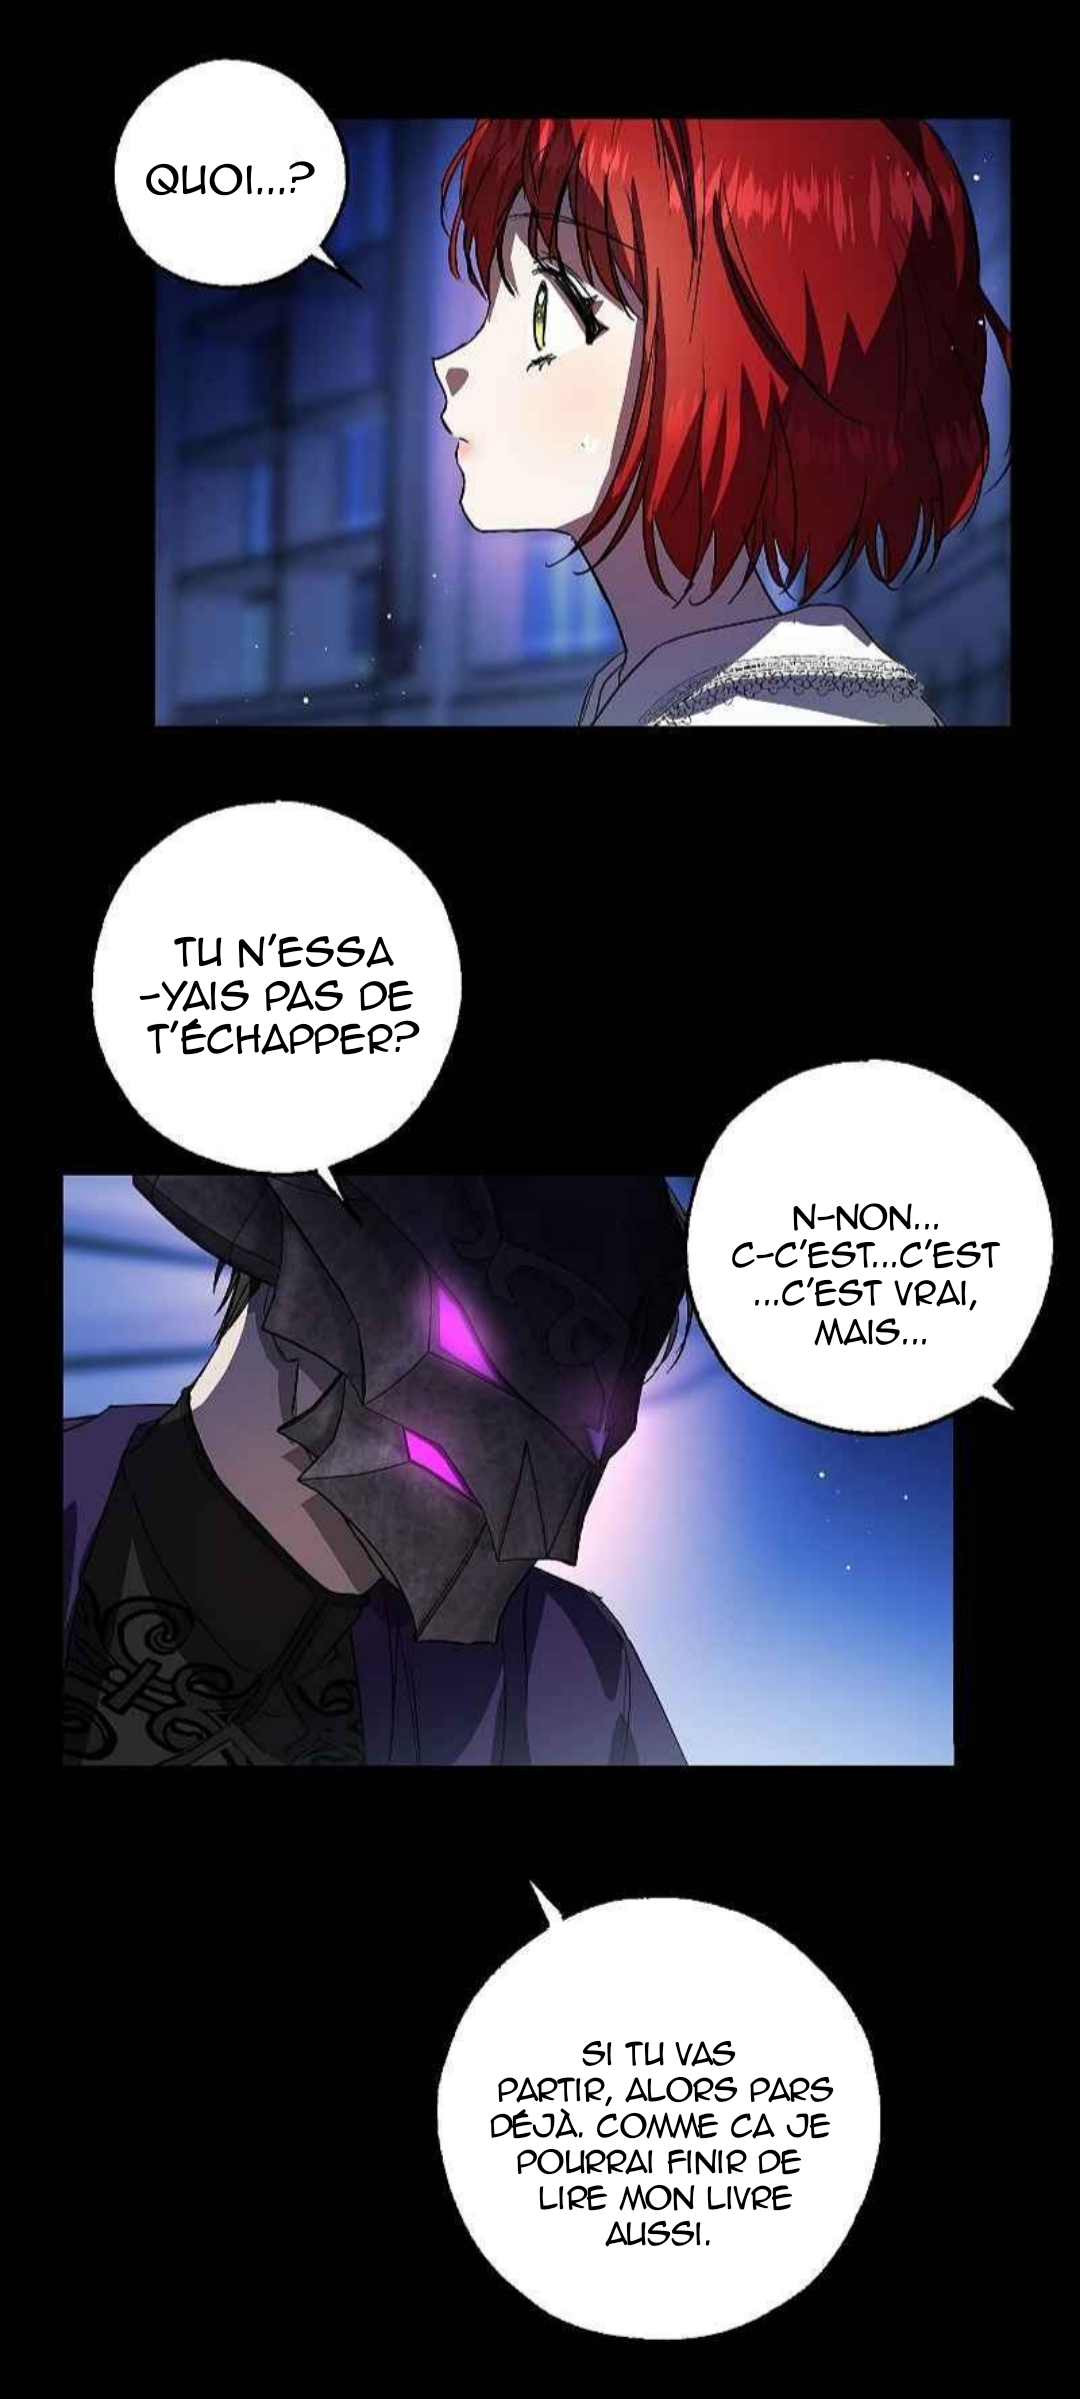 QUOI...?
TU N'ESSA
-YAIS PAS DE
T'ÉCHAPPER?
N-NON...
C-C'EST...C'EST
...C'EST VRAI,
MAIS...
SI TU VAS
PARTIR, ALORS PARS
DÉJÀ. COMME CA JE
POURRAI FINIR DE
LIRE MON LIVRE
AUSSI.